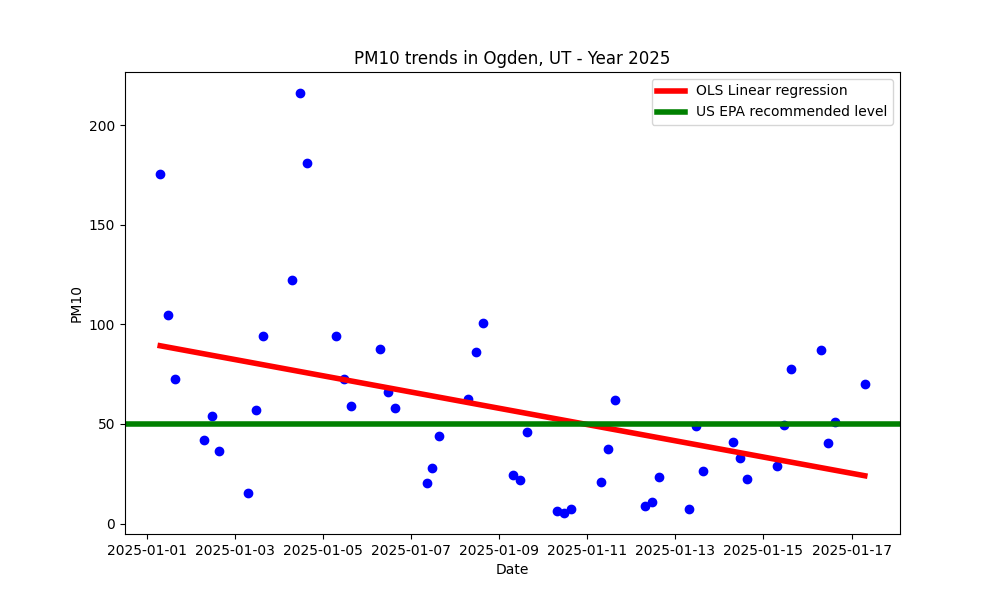 PM10 trends in Ogden, UT - Year 2025
OLS Linear regression
US EPA recommended level
200
150
100
50
0
PM10
2025-01-01 2025-01-03 2025-01-05 2025-01-07 2025-01-09 2025-01-11 2025-01-13 2025-01-15 2025-01-17
Date